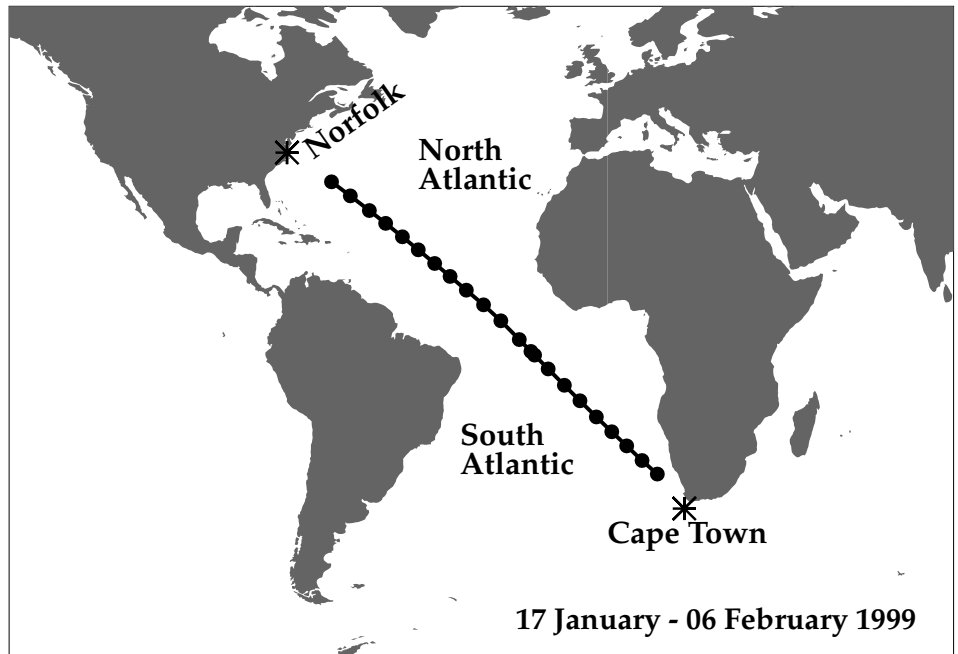 Norfolk
North
Atlantic
South
Atlantic
Cape Town
17 January - 06 February 1999